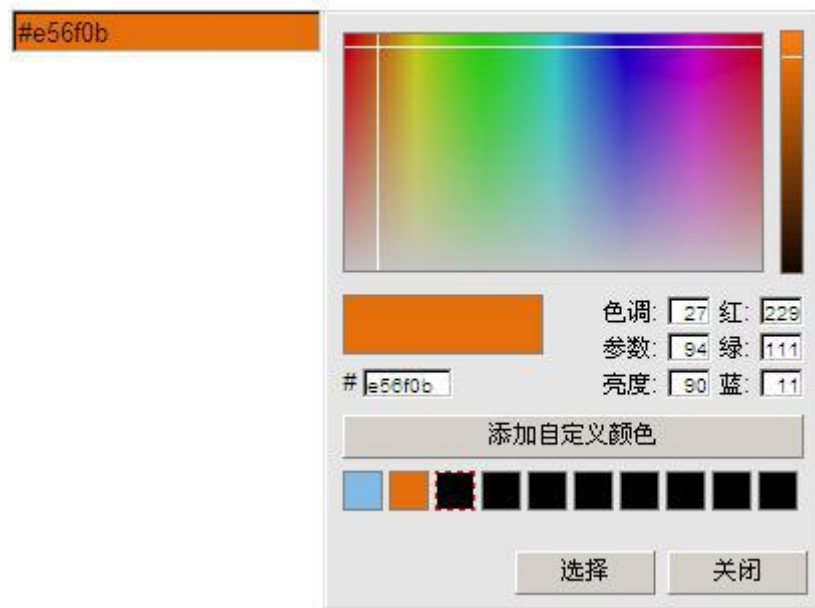 #e56f0b
色调: 27 红: 229
参数: 94 绿: 111
# e56f0b 亮度: 90 蓝: 11
添加自定义颜色
选择 关闭